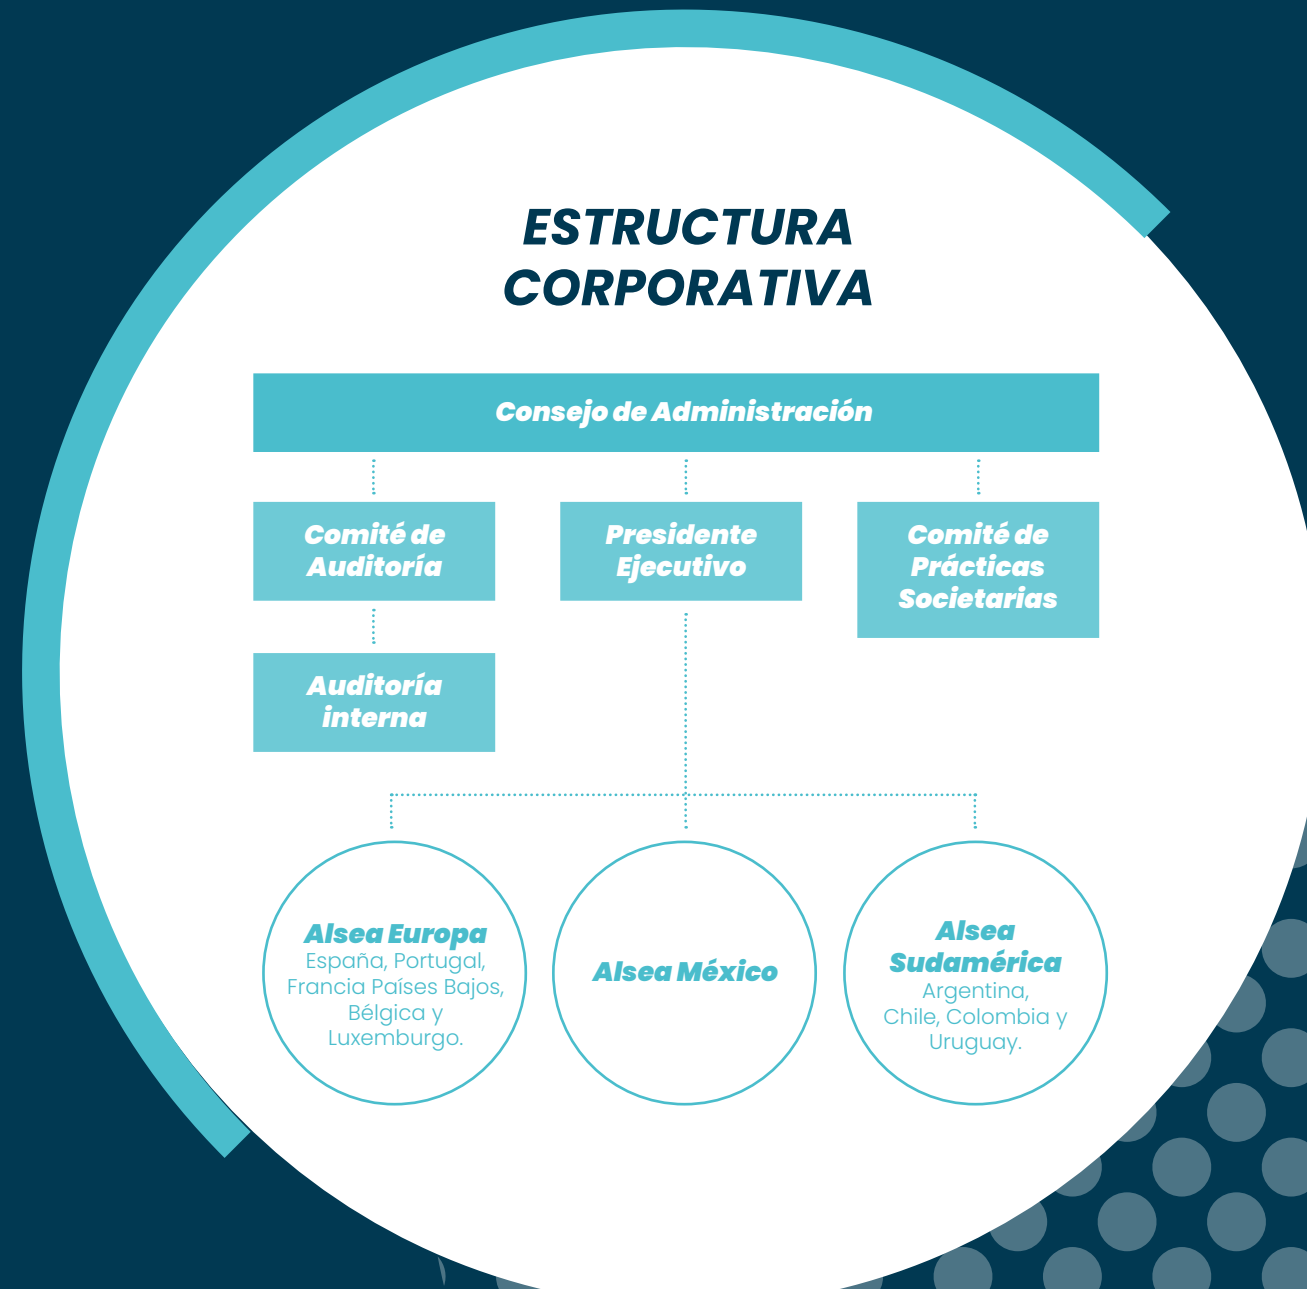 ESTRUCTURA
CORPORATIVA
Consejo de Administración
Comité de
Auditoría
Presidente
Ejecutivo
Comité de
Prácticas
Societarias
Auditoría
interna
Alsea Europa
España, Portugal,
Francia Países Bajos,
Bélgica y
Luxemburgo.
Alsea México
Alsea
Sudamérica
Argentina,
Chile, Colombia y
Uruguay.